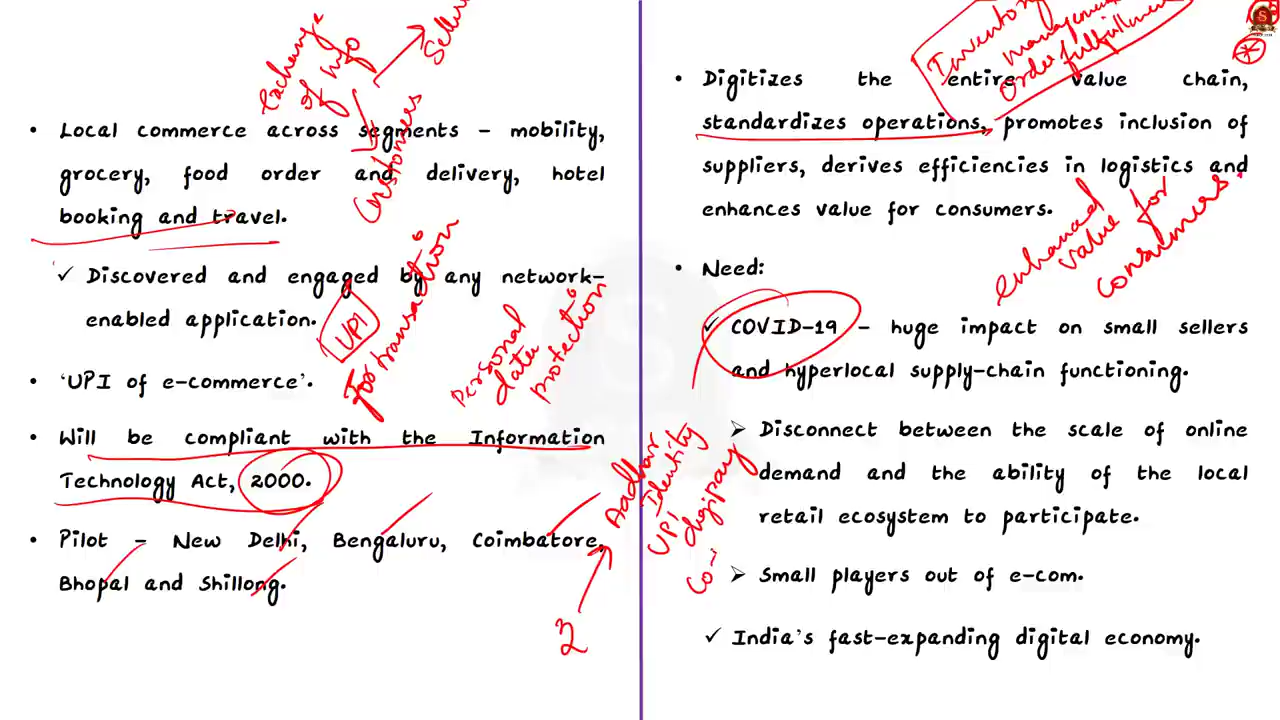 Exchange
of info
Sellers
Customers
• Local commerce across segments – mobility,
grocery, food order and delivery, hotel
booking and travel.
✓ Discovered and engaged by any network-
enabled application.
UPI
For transaction
Personal
data
protection
• 'UPI of e-commerce'.
• Will be compliant with the Information
Technology Act, 2000.
• Pilot – New Delhi, Bengaluru, Coimbatore,
Bhopal and Shillong.
2
Aadhar
Identity
UPI
digipay
Co-
Inventory
management
order fulfillment
• Digitizes the entire value chain,
standardizes operations, promotes inclusion of
suppliers, derives efficiencies in logistics and
enhances value for consumers.
enhanced
value for
consumers
• Need:
✓ COVID-19 – huge impact on small sellers
and hyperlocal supply-chain functioning.
➢ Disconnect between the scale of online
demand and the ability of the local
retail ecosystem to participate.
➢ Small players out of e-com.
✓ India's fast-expanding digital economy.